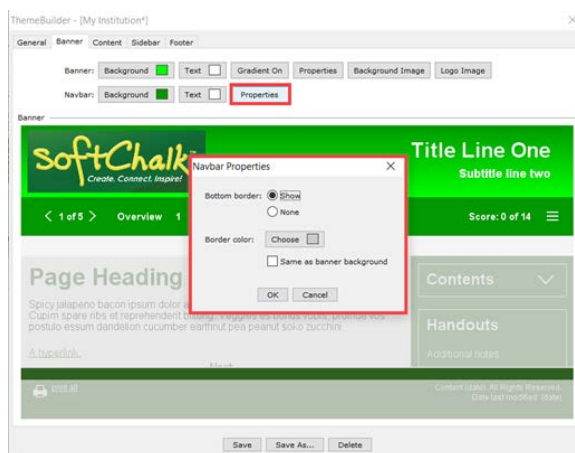 ThemeBuilder - [My Institution*]
General Banner Content Sidebar Footer
Banner: Background Text Gradient On Properties Background Image Logo Image
Navbar: Background Text Properties
Banner
SoftChalk
Create. Connect. Inspire!
Title Line One
Subtitle line two
< 1 of 5 > Overview 1
Score: 0 of 14
Navbar Properties
Bottom border: Show
None
Border color: Choose
Same as banner background
OK Cancel
Page Heading
Spicy jalapeno bacon ipsum dolor
Cupim spare ribs et reprehenderit
postulo essum dandelion cucumber earthnut pea peanut soko zucchini
A hyperlink.
Contents
Handouts
Additional notes
print all
Content (date). All Rights Reserved.
Date last modified: (date)
Save Save As... Delete